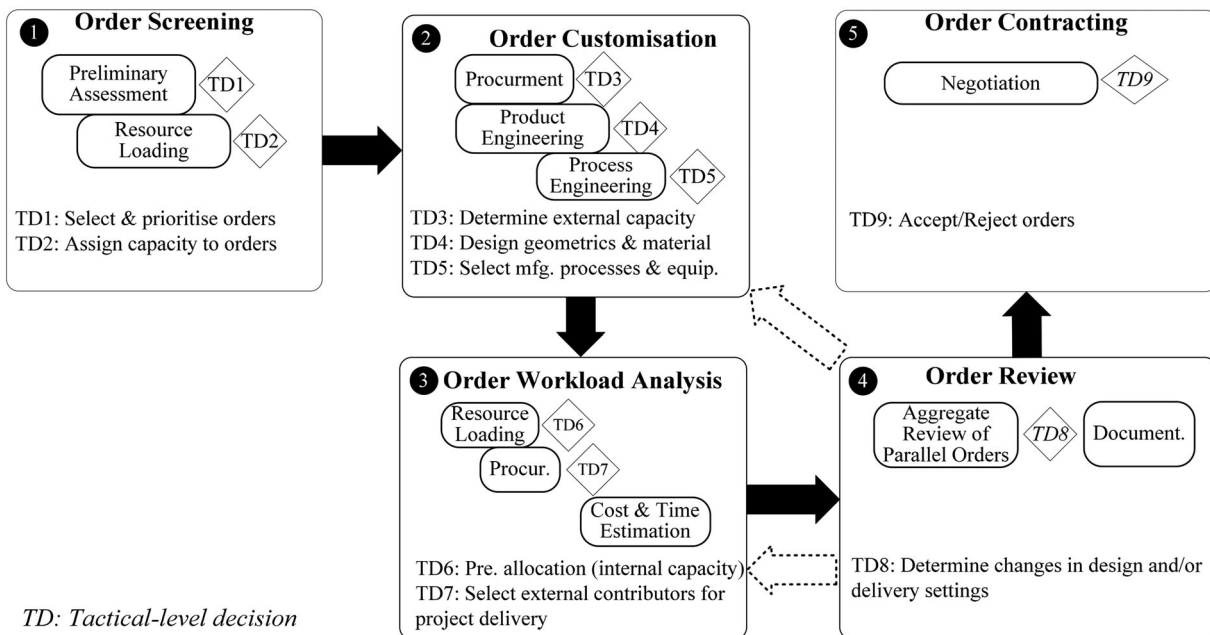 1
Order Screening
Preliminary
Assessment
TD1
Resource
Loading
TD2
TD1: Select & prioritise orders
TD2: Assign capacity to orders
2
Order Customisation
Procurment
TD3
Product
Engineering
TD4
Process
Engineering
TD5
TD3: Determine external capacity
TD4: Design geometrics & material
TD5: Select mfg. processes & equip.
3
Order Workload Analysis
Resource
Loading
TD6
Procur.
TD7
Cost & Time
Estimation
TD6: Pre. allocation (internal capacity)
TD7: Select external contributors for
project delivery
4
Order Review
Aggregate
Review of
Parallel Orders
TD8
Document.
TD8: Determine changes in design and/or
delivery settings
5
Order Contracting
Negotiation
TD9
TD9: Accept/Reject orders
TD: Tactical-level decision